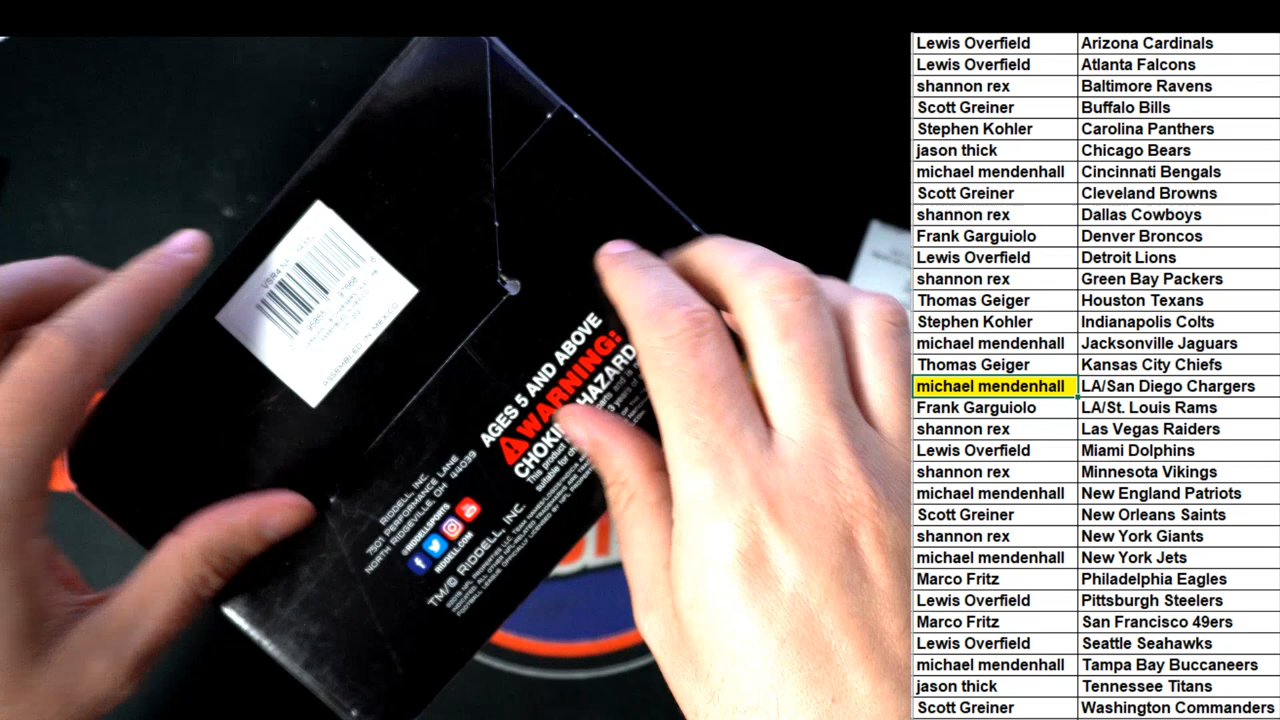 ASSEMBLED IN MEXICO
AGES 5 AND ABOVE
WARNING:
HAZARD
RIDDELL, INC.
7501 PERFORMANCE LANE
NORTH RIDGEVILLE, OH 44039
@RIDDELLSPORTS
RIDDELL.COM
TM/© RIDDELL, INC.
Lewis Overfield Arizona Cardinals
Lewis Overfield Atlanta Falcons
shannon rex Baltimore Ravens
Scott Greiner Buffalo Bills
Stephen Kohler Carolina Panthers
jason thick Chicago Bears
michael mendenhall Cincinnati Bengals
Scott Greiner Cleveland Browns
shannon rex Dallas Cowboys
Frank Garguiolo Denver Broncos
Lewis Overfield Detroit Lions
shannon rex Green Bay Packers
Thomas Geiger Houston Texans
Stephen Kohler Indianapolis Colts
michael mendenhall Jacksonville Jaguars
Thomas Geiger Kansas City Chiefs
michael mendenhall LA/San Diego Chargers
Frank Garguiolo LA/St. Louis Rams
shannon rex Las Vegas Raiders
Lewis Overfield Miami Dolphins
shannon rex Minnesota Vikings
michael mendenhall New England Patriots
Scott Greiner New Orleans Saints
shannon rex New York Giants
michael mendenhall New York Jets
Marco Fritz Philadelphia Eagles
Lewis Overfield Pittsburgh Steelers
Marco Fritz San Francisco 49ers
Lewis Overfield Seattle Seahawks
michael mendenhall Tampa Bay Buccaneers
jason thick Tennessee Titans
Scott Greiner Washington Commanders